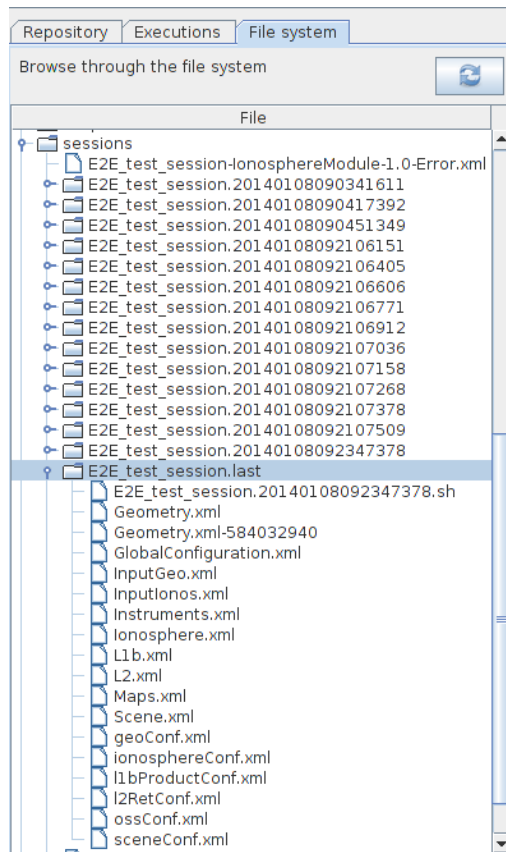 Repository Executions File system
Browse through the file system
File
sessions
E2E_test_session-IonosphereModule-1.0-Error.xml
E2E_test_session.20140108090341611
E2E_test_session.20140108090417392
E2E_test_session.20140108090451349
E2E_test_session.20140108092106151
E2E_test_session.20140108092106405
E2E_test_session.20140108092106606
E2E_test_session.20140108092106771
E2E_test_session.20140108092106912
E2E_test_session.20140108092107036
E2E_test_session.20140108092107158
E2E_test_session.20140108092107268
E2E_test_session.20140108092107378
E2E_test_session.20140108092107509
E2E_test_session.20140108092347378
E2E_test_session.last
E2E_test_session.20140108092347378.sh
Geometry.xml
Geometry.xml-584032940
GlobalConfiguration.xml
InputGeo.xml
InputIonos.xml
Instruments.xml
Ionosphere.xml
L1b.xml
L2.xml
Maps.xml
Scene.xml
geoConf.xml
ionosphereConf.xml
l1bProductConf.xml
l2RetConf.xml
ossConf.xml
sceneConf.xml